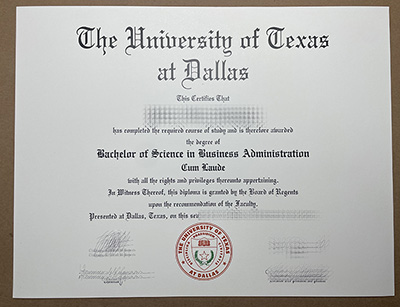 The University of Texas
at Dallas
This Certifies That
has completed the required course of study and is therefore awarded
the degree of
Bachelor of Science in Business Administration
Cum Laude
with all the rights and privileges thereunto appertaining.
In Witness Thereof, this diploma is granted by the Board of Regents
upon the recommendation of the Faculty.
Presented at Dallas, Texas, on this
THE UNIVERSITY OF TEXAS
AT DALLAS